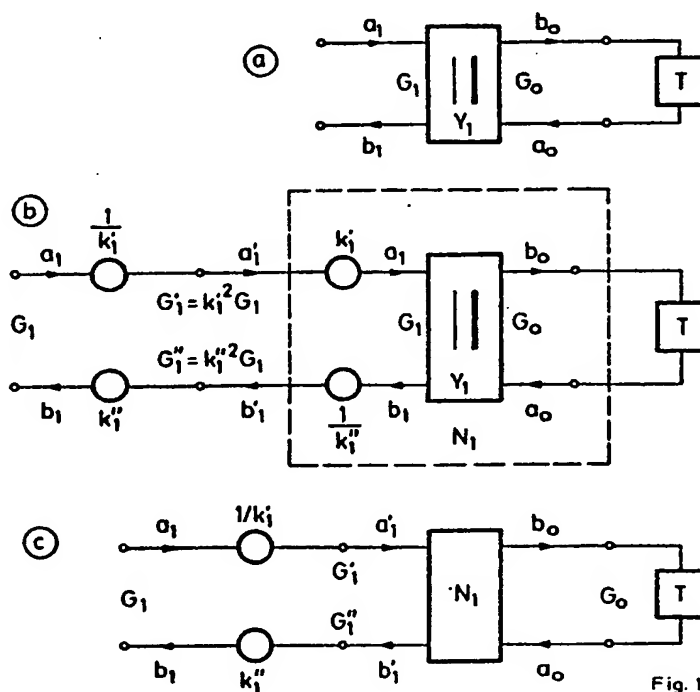 a
a₁
b₀
G₁
G₀
T
Y₁
b₁
a₀
b
1/k₁'
a₁
a₁'
k₁'
a₁
b₀
G₁
G₁' = k₁'²G₁
G₁
G₀
T
G₁'' = k₁''²G₁
b₁
k₁''
b₁'
1/k₁''
b₁
Y₁
a₀
N₁
c
a₁
1/k₁'
a₁'
b₀
G₁
G₁'
N₁
G₀
T
G₁''
b₁
k₁''
b₁'
a₀
Fig. 1